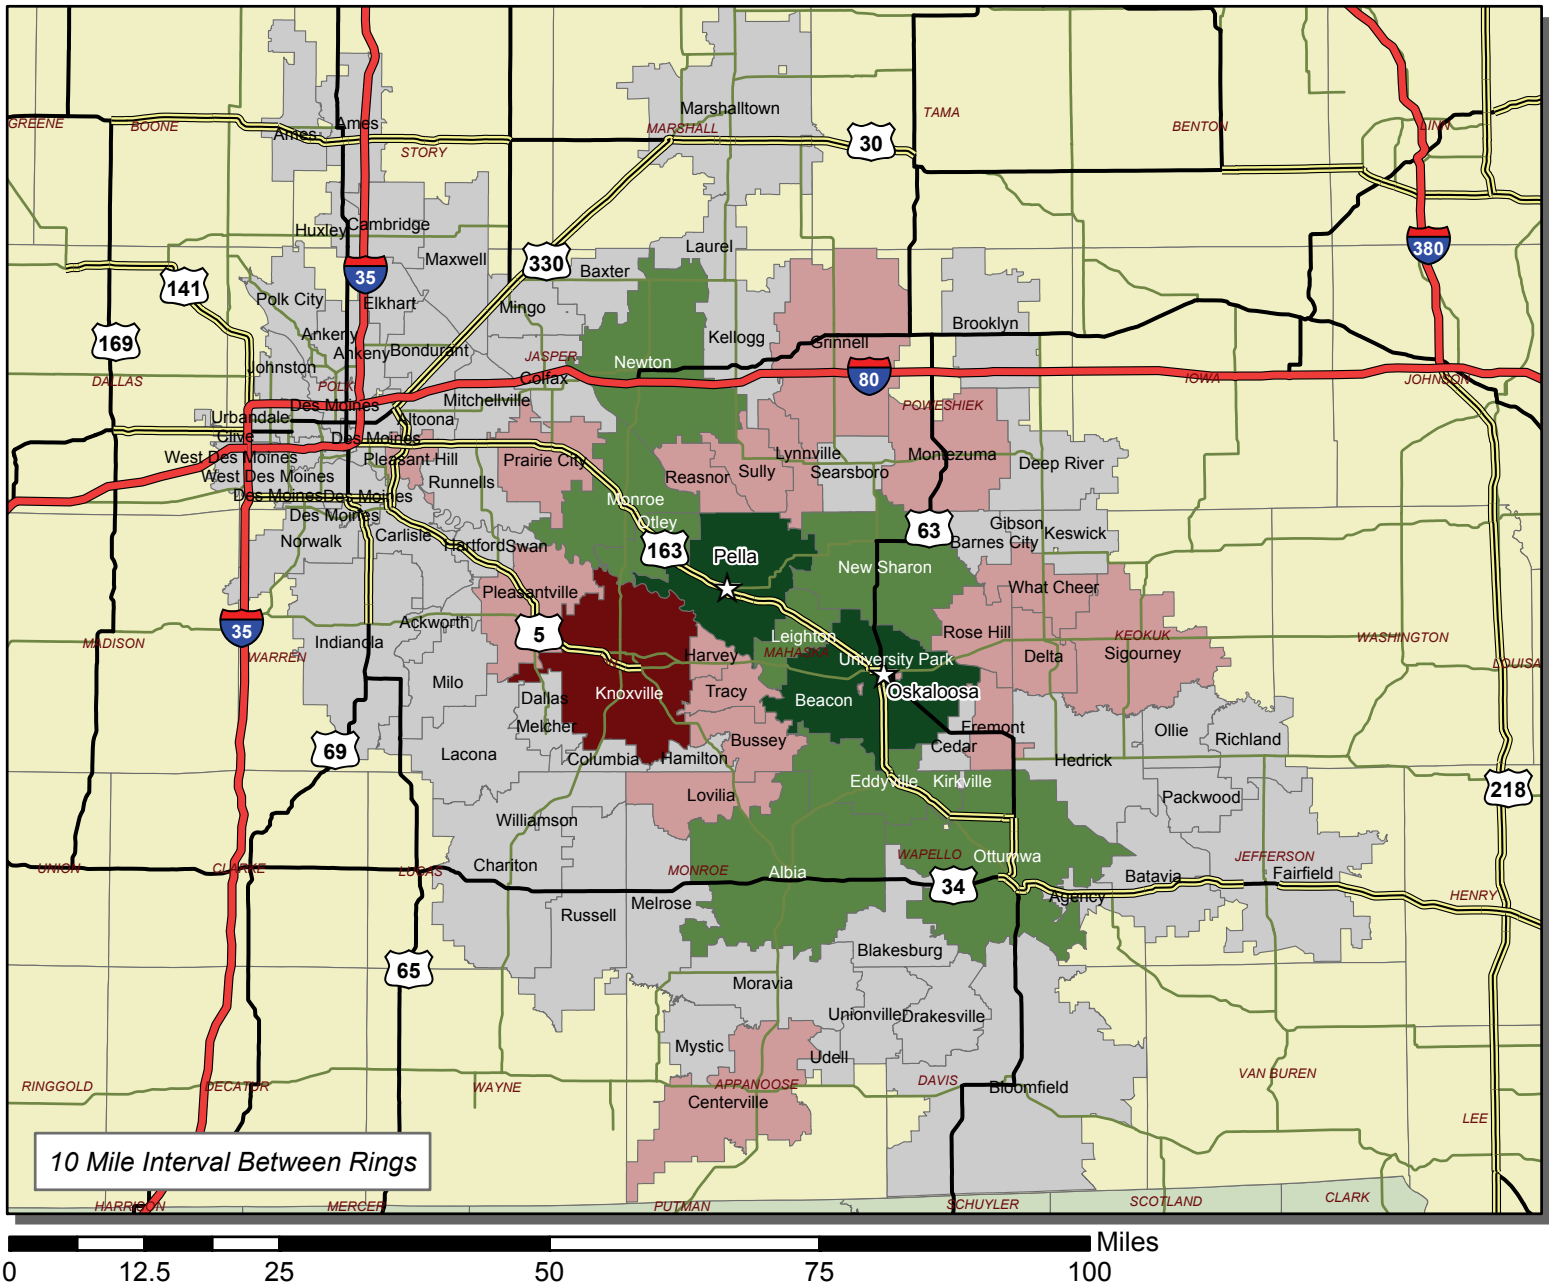 Marshalltown
GREENE
BOONE
Ames
Ames
MARSHALL
TAMA
BENTON
LINN
STORY
30
Huxley
Cambridge
Maxwell
Laurel
330
Baxter
380
35
141
Polk City
Elkhart
Mingo
Ankeny
Brooklyn
169
Ankeny
Bondurant
Kellogg
Grinnell
Johnston
JASPER
Newton
DALLAS
POLK
Colfax
80
IOWA
JOHNSON
Des Moines
Mitchellville
POWESHIEK
Urbandale
Altoona
Clive
Des Moines
West Des Moines
Pleasant Hill
Prairie City
Lynnville
Montezuma
Deep River
West Des Moines
Runnells
Reasnor
Sully
Searsboro
Des Moines
Des Moines
Monroe
Des Moines
Otley
63
Gibson
Norwalk
Carlisle
Hartford
Swan
163
Pella
Barnes City
Keswick
New Sharon
Pleasantville
What Cheer
35
Ackworth
5
Leighton
Rose Hill
KEOKUK
WASHINGTON
MADISON
WARREN
Indianola
Harvey
MAHASKA
University Park
Delta
Sigourney
LOUISA
Milo
Dallas
Knoxville
Tracy
Beacon
Oskaloosa
Melcher
Fremont
Ollie
Richland
69
Lacona
Columbia
Hamilton
Bussey
Cedar
Hedrick
Lovilia
Eddyville
Kirkville
Packwood
218
Williamson
UNION
CLARKE
LUCAS
Chariton
MONROE
Albia
WAPELLO
Ottumwa
JEFFERSON
34
Batavia
Fairfield
Agency
HENRY
Russell
Melrose
65
Blakesburg
Moravia
Unionville
Drakesville
Mystic
Udell
RINGGOLD
DECATUR
WAYNE
APPANOOSE
DAVIS
Bloomfield
VAN BUREN
Centerville
LEE
10 Mile Interval Between Rings
HARRISON
MERCER
PUTMAN
SCHUYLER
SCOTLAND
CLARK
Miles
0 12.5 25 50 75 100